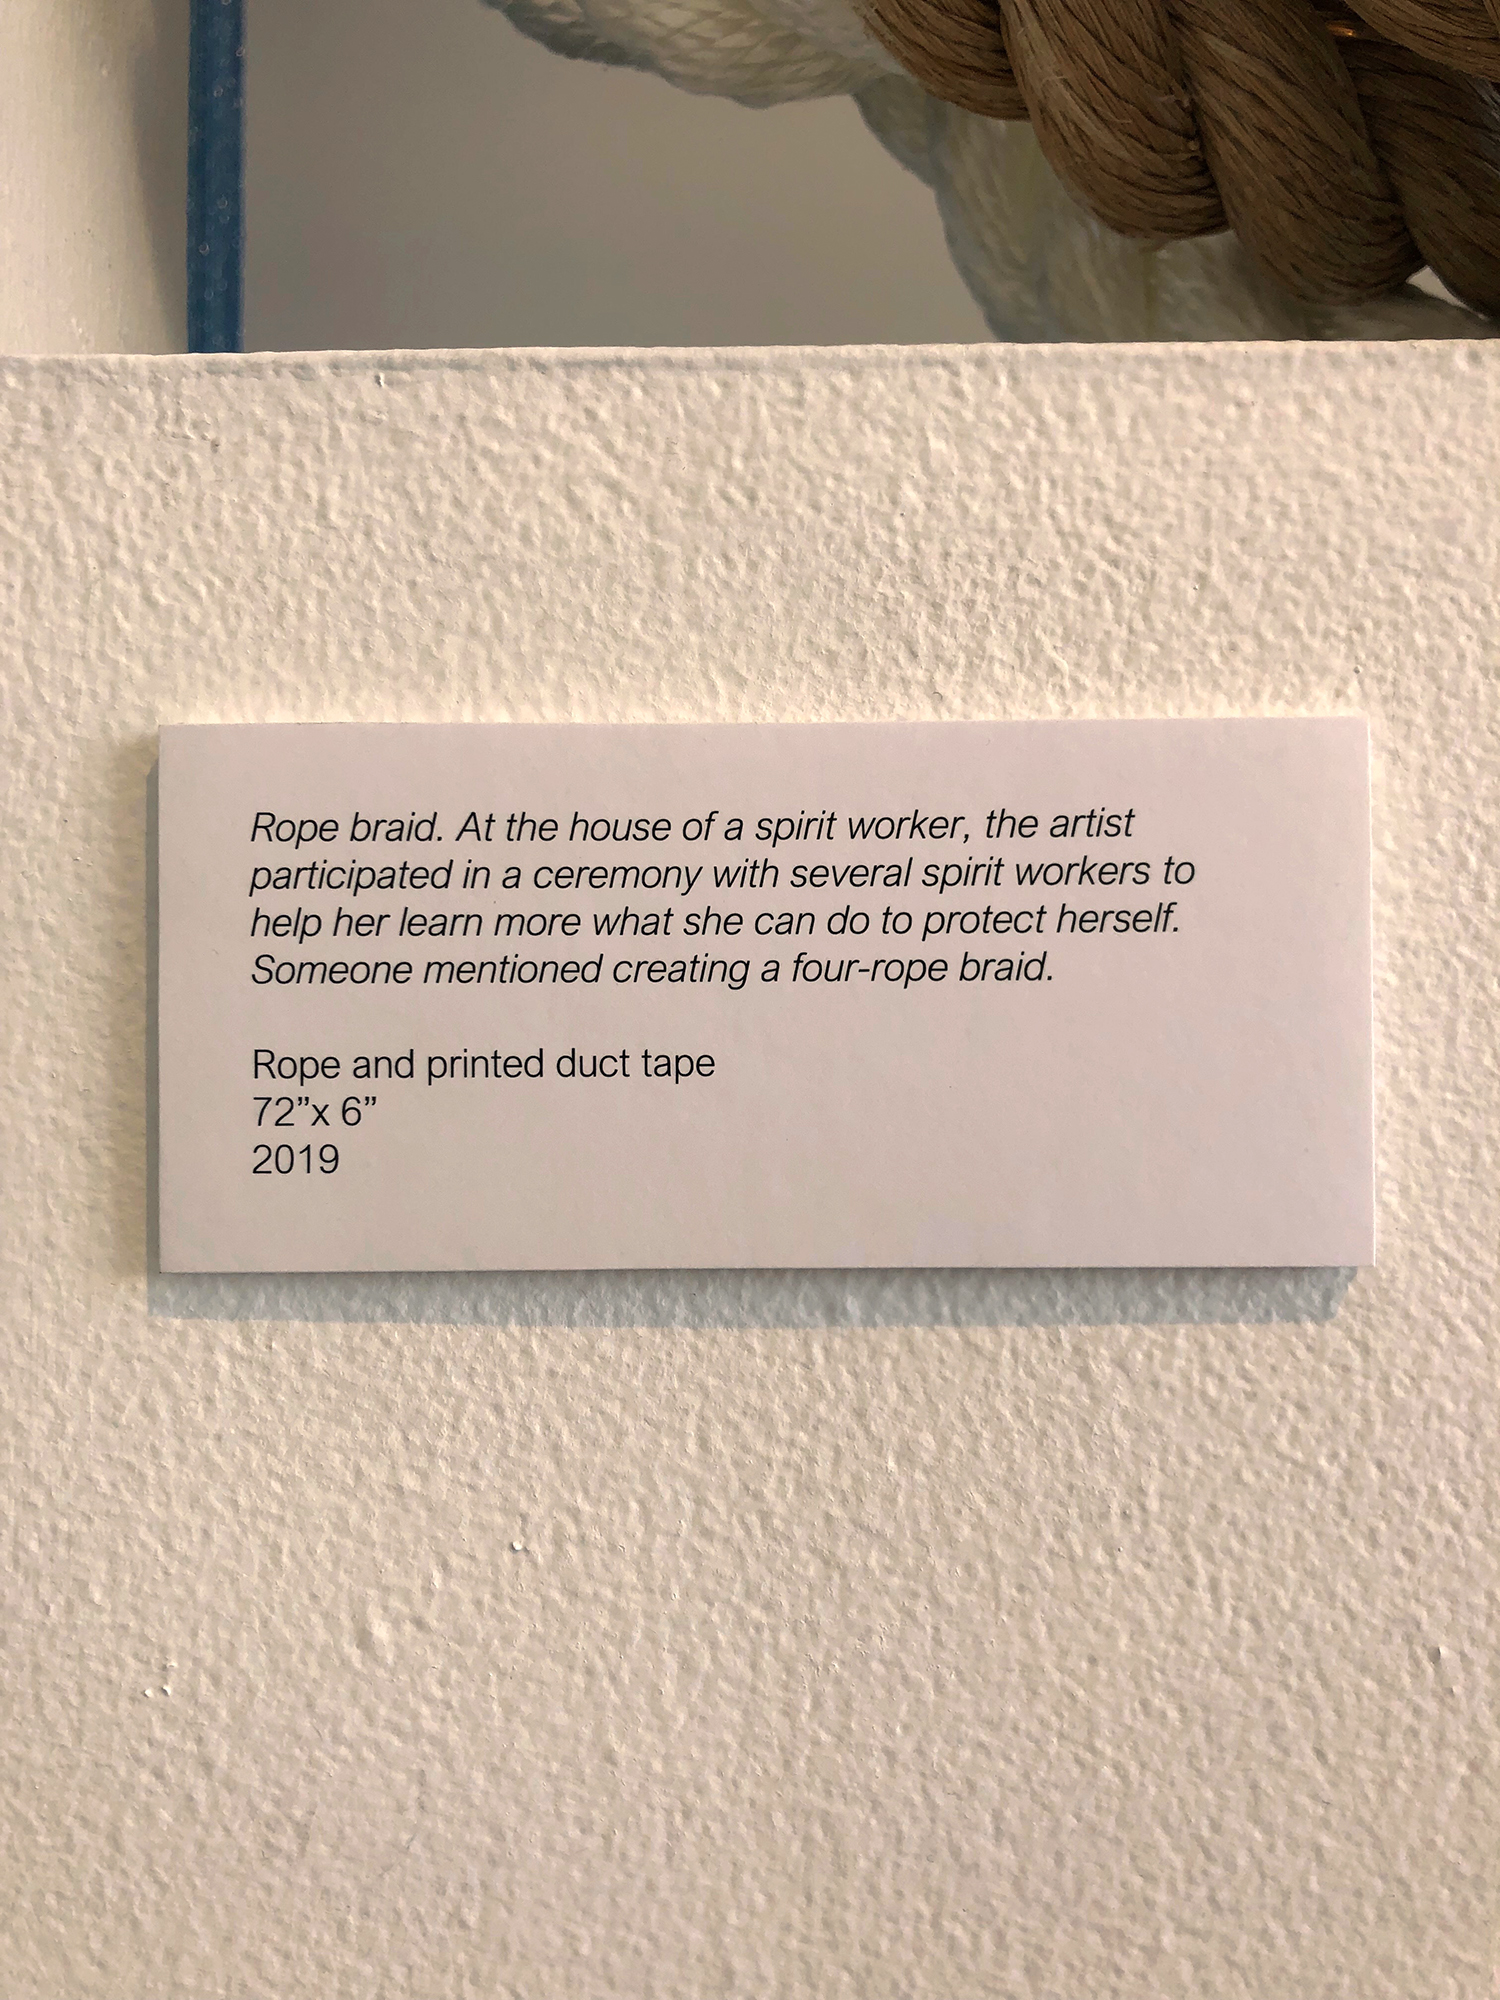 Rope braid. At the house of a spirit worker, the artist
participated in a ceremony with several spirit workers to
help her learn more what she can do to protect herself.
Someone mentioned creating a four-rope braid.
Rope and printed duct tape
72”x 6”
2019